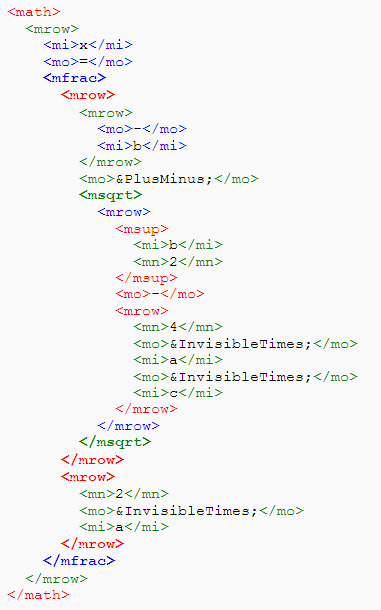 <math>
<mrow>
<mi>x</mi>
<mo>=</mo>
<mfrac>
<mrow>
<mrow>
<mo>-</mo>
<mi>b</mi>
</mrow>
<mo>&PlusMinus;</mo>
<msqrt>
<mrow>
<msup>
<mi>b</mi>
<mn>2</mn>
</msup>
<mo>-</mo>
<mrow>
<mn>4</mn>
<mo>&InvisibleTimes;</mo>
<mi>a</mi>
<mo>&InvisibleTimes;</mo>
<mi>c</mi>
</mrow>
</mrow>
</msqrt>
</mrow>
<mrow>
<mn>2</mn>
<mo>&InvisibleTimes;</mo>
<mi>a</mi>
</mrow>
</mfrac>
</mrow>
</math>